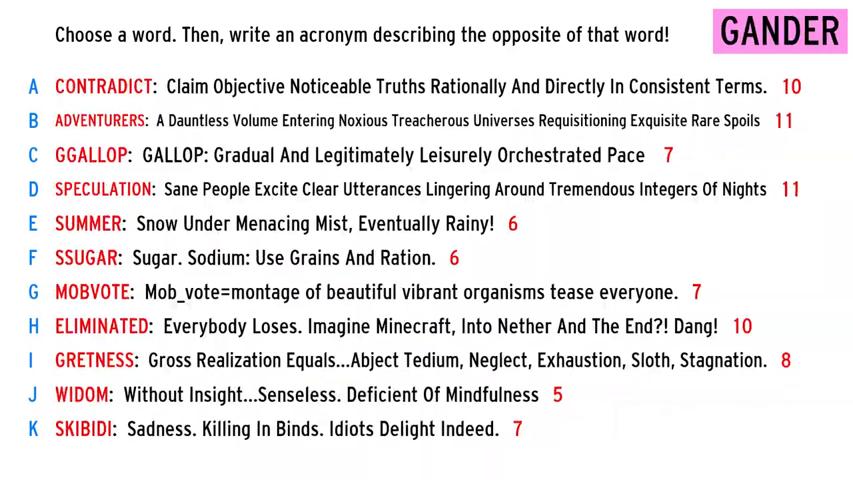 Choose a word. Then, write an acronym describing the opposite of that word!
GANDER
A CONTRADICT: Claim Objective Noticeable Truths Rationally And Directly In Consistent Terms. 10
B ADVENTURERS: A Dauntless Volume Entering Noxious Treacherous Universes Requisitioning Exquisite Rare Spoils 11
C GGALLOP: GALLOP: Gradual And Legitimately Leisurely Orchestrated Pace 7
D SPECULATION: Sane People Excite Clear Utterances Lingering Around Tremendous Integers Of Nights 11
E SUMMER: Snow Under Menacing Mist, Eventually Rainy! 6
F SSUGAR: Sugar. Sodium: Use Grains And Ration. 6
G MOBVOTE: Mob_vote=montage of beautiful vibrant organisms tease everyone. 7
H ELIMINATED: Everybody Loses. Imagine Minecraft, Into Nether And The End?! Dang! 10
I GRETNESS: Gross Realization Equals...Abject Tedium, Neglect, Exhaustion, Sloth, Stagnation. 8
J WIDOM: Without Insight...Senseless. Deficient Of Mindfulness 5
K SKIBIDI: Sadness. Killing In Binds. Idiots Delight Indeed. 7